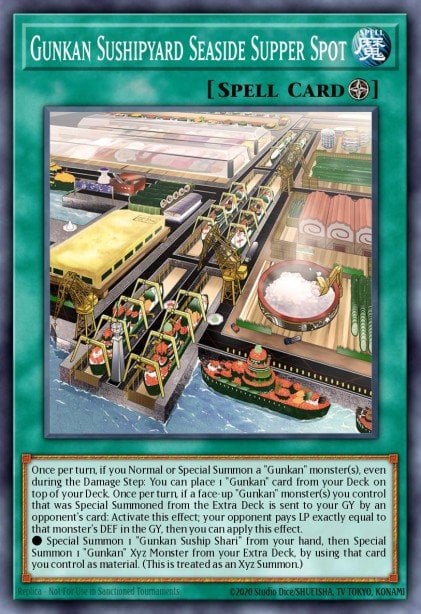 Gunkan Sushipyard Seaside Supper Spot
SPELL
魔
[Spell Card]
Once per turn, if you Normal or Special Summon a "Gunkan" monster(s), even
during the Damage Step: You can place 1 "Gunkan" card from your Deck on
top of your Deck. Once per turn, if a face-up "Gunkan" monster(s) you control
that was Special Summoned from the Extra Deck is sent to your GY by an
opponent's card: Activate this effect; your opponent pays LP exactly equal to
that monster's DEF in the GY, then you can apply this effect.
● Special Summon 1 "Gunkan Suship Shari" from your hand, then Special
Summon 1 "Gunkan" Xyz Monster from your Extra Deck, by using that card
you control as material. (This is treated as an Xyz Summon.)
Replica - Not For Use in Sanctioned Tournaments
©2020 Studio Dice/SHUEISHA, TV TOKYO, KONAMI